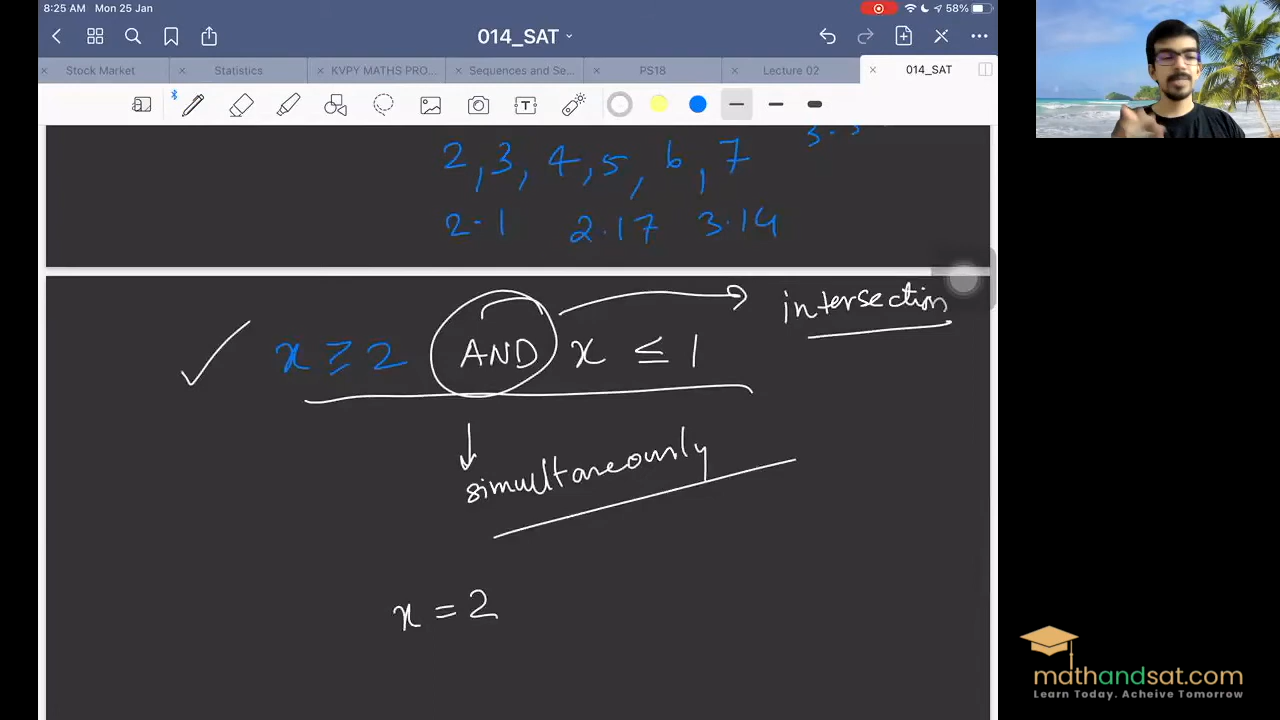 8:25 AM Mon 25 Jan
58%
014_SAT
Stock Market
Statistics
KVPY MATHS PRO...
Sequences and Se...
PS18
Lecture 02
014_SAT
2, 3, 4, 5, 6, 7
2.1 2.17 3.14
intersection
x ≥ 2 AND x ≤ 1
simultaneously
x = 2
mathandsat.com
Learn Today. Acheive Tomorrow